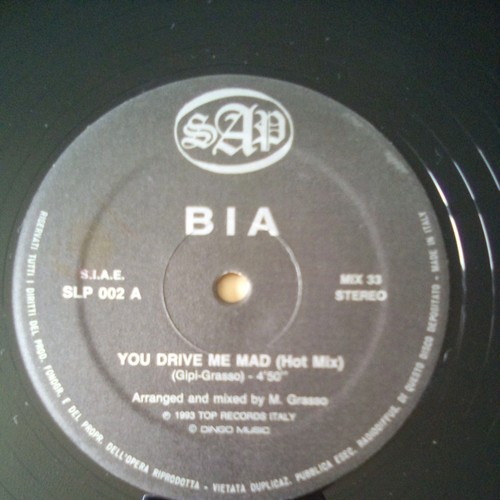 SAP
BIA
S.I.A.E.
SLP 002 A
MIX 33
STEREO
YOU DRIVE ME MAD (Hot Mix)
(Gipi-Grasso) - 4'50"
Arranged and mixed by M. Grasso
℗ 1993 TOP RECORDS ITALY
© DINGO MUSIC
RISERVATI TUTTI I DIRITTI DEL PROD. FONOGR. E DEL PROPR. DELL'OPERA RIPRODOTTA - VIETATA DUPLICAZ. PUBBLICA ESEC. RADIODIFFUS. DI QUESTO DISCO DEPOSITATO - MADE IN ITALY